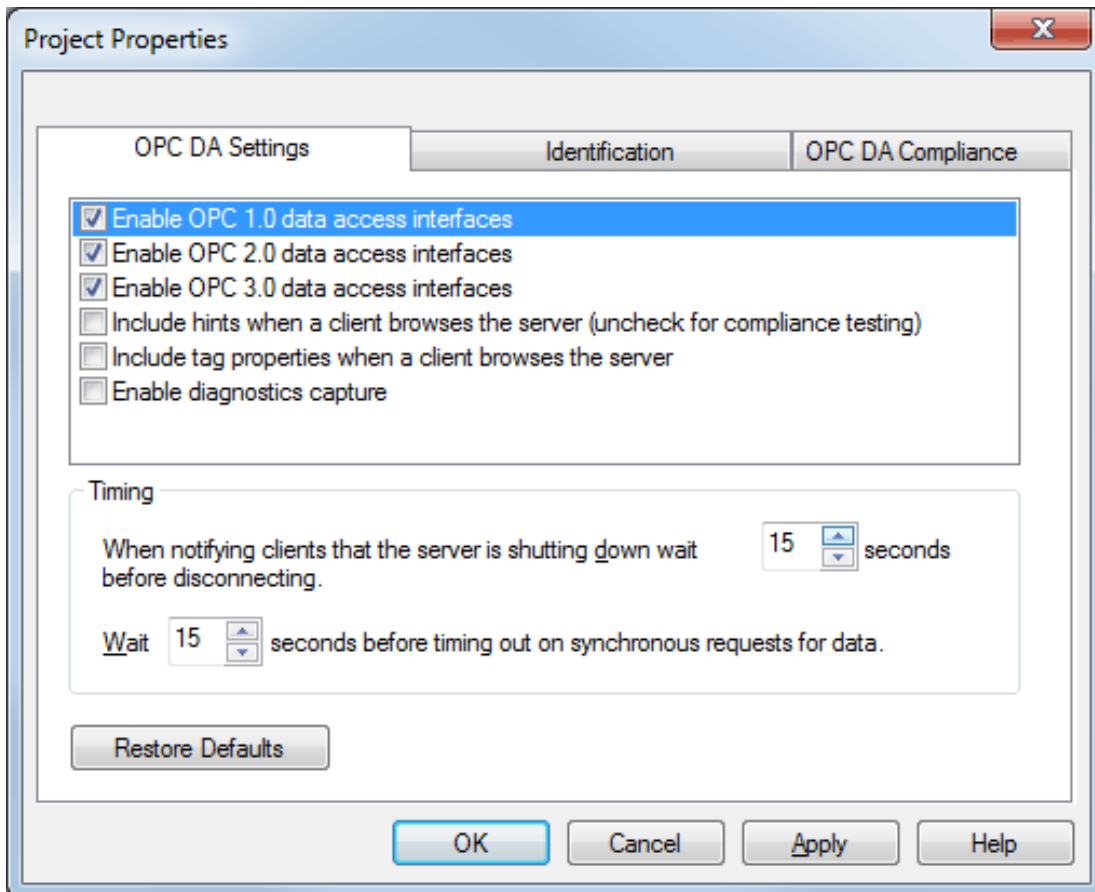 Project Properties
X
OPC DA Settings
Identification
OPC DA Compliance
Enable OPC 1.0 data access interfaces
Enable OPC 2.0 data access interfaces
Enable OPC 3.0 data access interfaces
Include hints when a client browses the server (uncheck for compliance testing)
Include tag properties when a client browses the server
Enable diagnostics capture
Timing
When notifying clients that the server is shutting down wait 15 seconds
before disconnecting.
Wait 15 seconds before timing out on synchronous requests for data.
Restore Defaults
OK
Cancel
Apply
Help